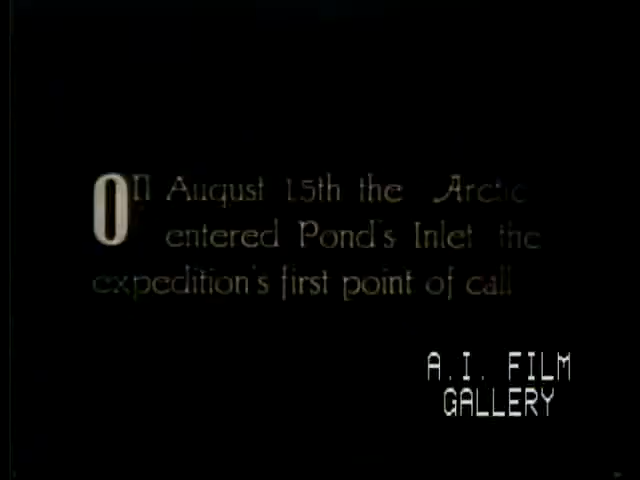 On August 15th the Arctic
entered Pond's Inlet the
expedition's first point of call
A.I. FILM
GALLERY